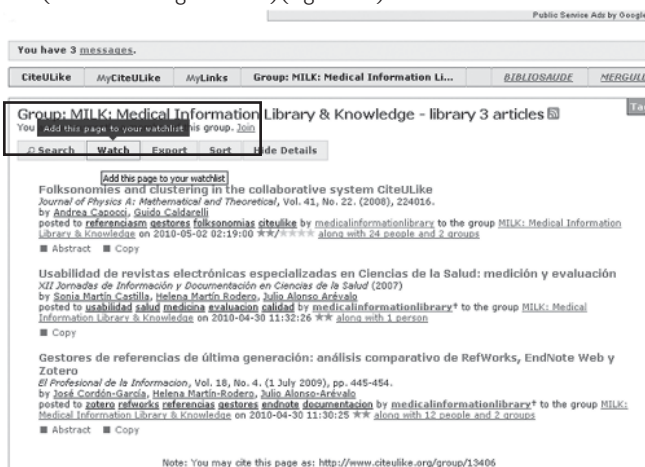 Public Service Ads by Google
You have 3 messages.
CiteULike MyCiteULike MyLinks Group: MILK: Medical Information Li... BIBLIOSAUDE MERGULL
Group: MILK: Medical Information Library & Knowledge - library 3 articles
You this group. Join
Add this page to your watchlist
Search Watch Export Sort Hide Details
Add this page to your watchlist
Folksonomies and clustering in the collaborative system CiteULike
Journal of Physics A: Mathematical and Theoretical, Vol. 41, No. 22. (2008), 224016.
by Andrea Capocci, Guido Caldarelli
posted to referenciasm gestores folksonomias citeulike by medicalinformationlibrary to the group MILK: Medical Information
Library & Knowledge on 2010-05-02 02:19:00 ★★/★★★★ along with 24 people and 2 groups
Abstract Copy
Usabilidad de revistas electrónicas especializadas en Ciencias de la Salud: medición y evaluación
XII Jornadas de Información y Documentación en Ciencias de la Salud (2007)
by Sonia Martín Castilla, Helena Martín Rodero, Julio Alonso Arévalo
posted to usabilidad salud medicina evaluacion calidad by medicalinformationlibrary† to the group MILK: Medical
Information Library & Knowledge on 2010-04-30 11:32:26 ★★ along with 1 person
Copy
Gestores de referencias de última generación: análisis comparativo de RefWorks, EndNote Web y
Zotero
El Profesional de la Informacion, Vol. 18, No. 4. (1 July 2009), pp. 445-454.
by José Cordón-García, Helena Martín-Rodero, Julio Alonso-Arévalo
posted to zotero refworks referencias gestores endnote documentacion by medicalinformationlibrary† to the group MILK:
Medical Information Library & Knowledge on 2010-04-30 11:30:25 ★★ along with 12 people and 2 groups
Abstract Copy
Note: You may cite this page as: http://www.citeulike.org/group/13406